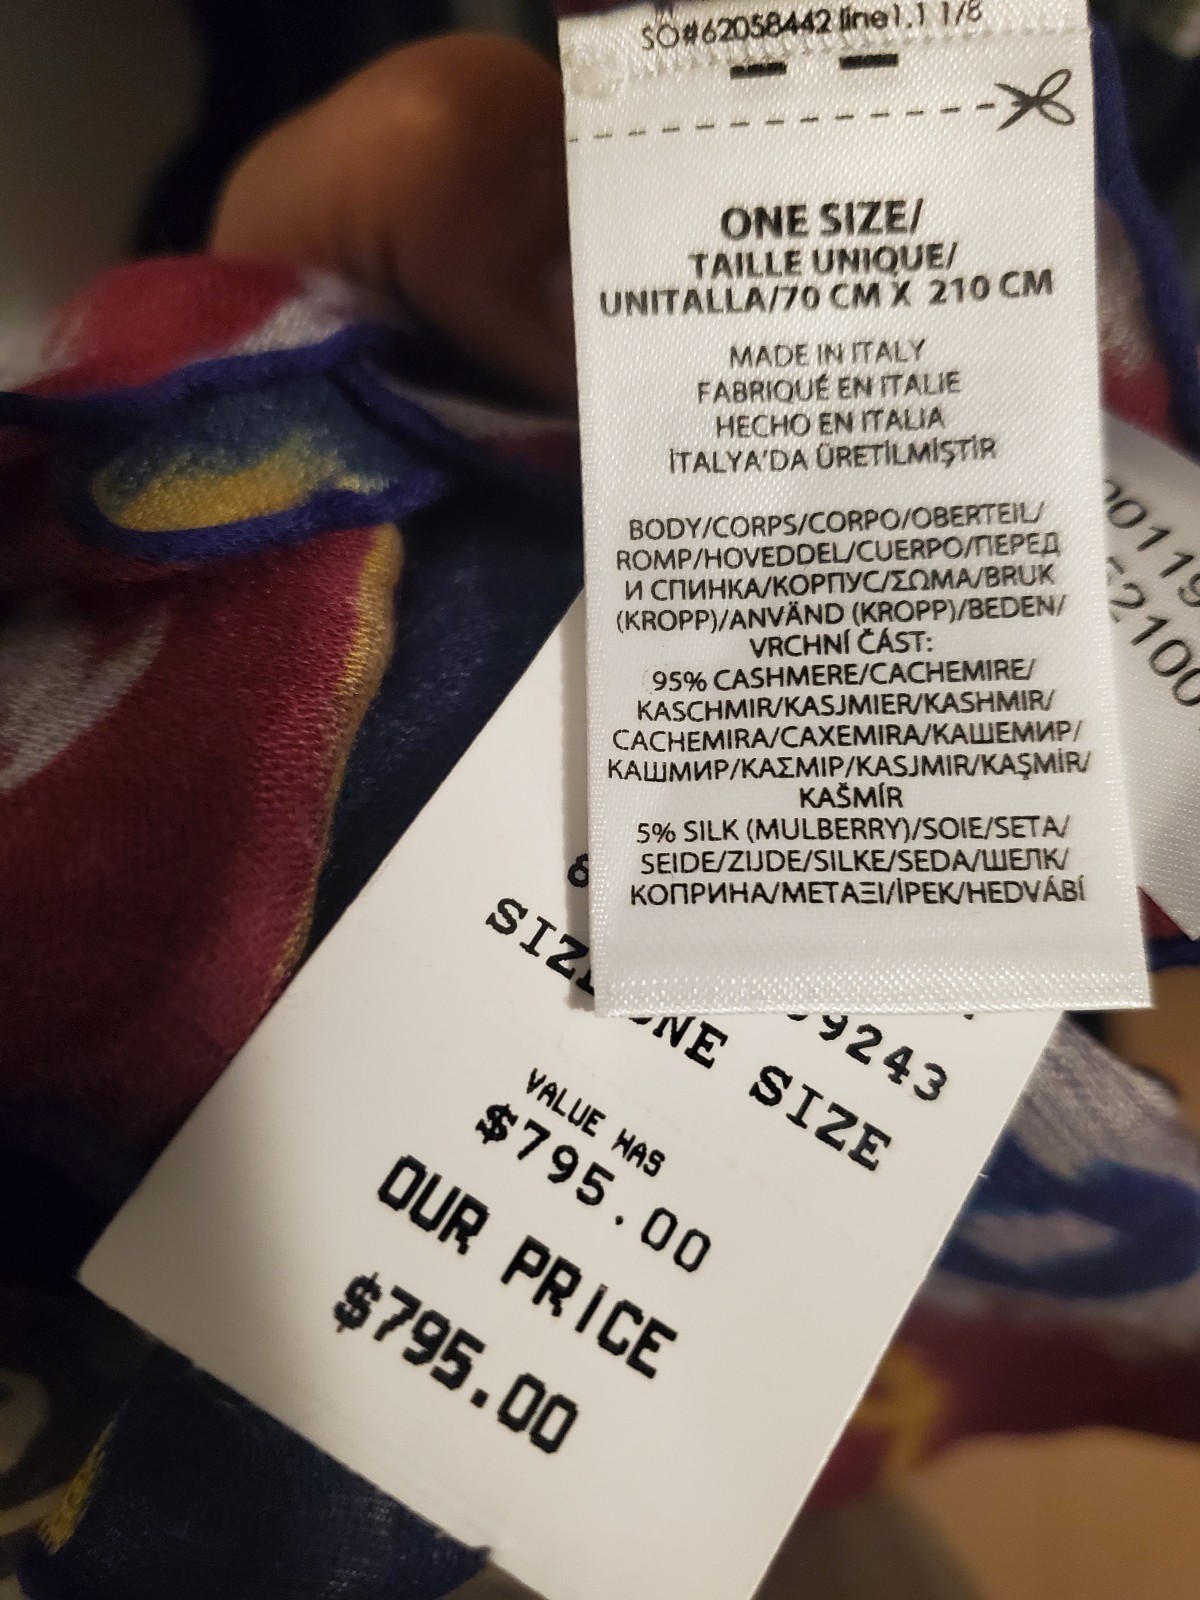 SO#62058442 line1.1 1/8
ONE SIZE/
TAILLE UNIQUE/
UNITALLA/70 CM X 210 CM
MADE IN ITALY
FABRIQUÉ EN ITALIE
HECHO EN ITALIA
İTALYA'DA ÜRETİLMİŞTİR
BODY/CORPS/CORPO/OBERTEIL/
ROMP/HOVEDDEL/CUERPO/ПЕРЕД
И СПИНКА/КОРПУС/ΣΩΜΑ/BRUK
(KROPP)/ANVÄND (KROPP)/BEDEN/
VRCHNÍ ČÁST:
95% CASHMERE/CACHEMIRE/
KASCHMIR/KASJMIER/KASHMIR/
CACHEMIRA/CAXEMIRA/КАШЕМИР/
КАШМИР/ΚΑΣΜΙΡ/KASJMIR/KAŞMİR/
KAŠMÍR
5% SILK (MULBERRY)/SOIE/SETA/
SEIDE/ZIJDE/SILKE/SEDA/ШЕЛК/
КОПРИНА/ΜΕΤΑΞΙ/İPEK/HEDVÁBÍ
9243
ONE SIZE
VALUE WAS
$795.00
OUR PRICE
$795.00